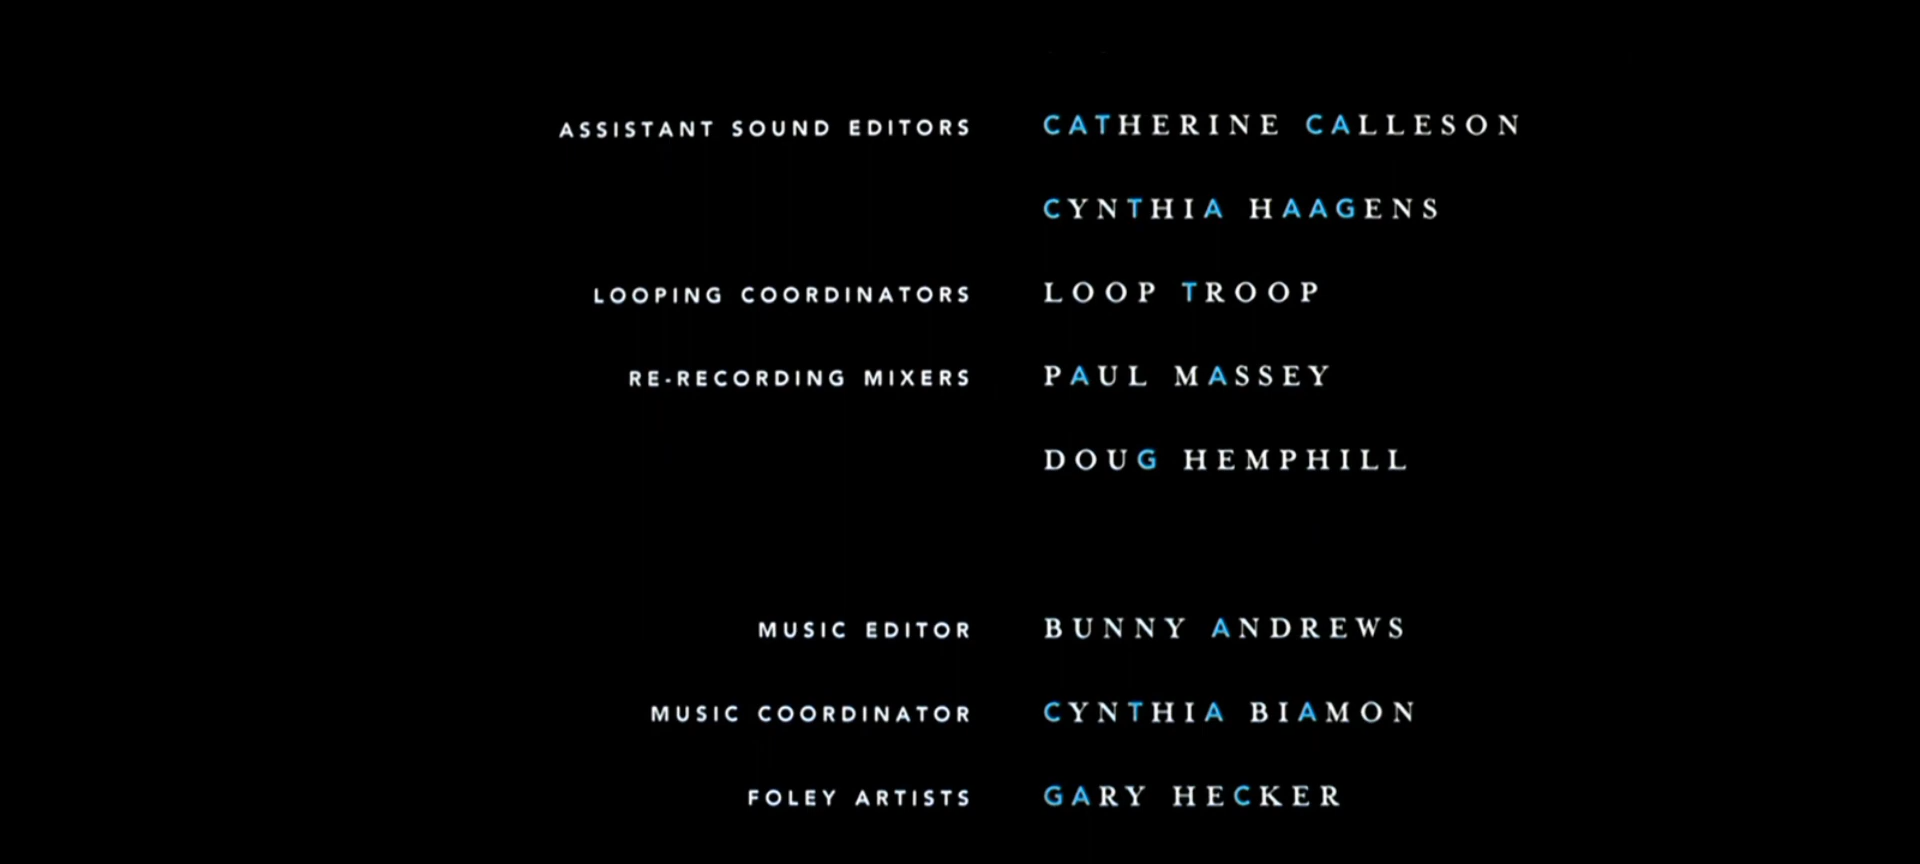 ASSISTANT SOUND EDITORS CATHERINE CALLESON
CYNTHIA HAAGENS
LOOPING COORDINATORS LOOP TROOP
RE-RECORDING MIXERS PAUL MASSEY
DOUG HEMPHILL
MUSIC EDITOR BUNNY ANDREWS
MUSIC COORDINATOR CYNTHIA BIAMON
FOLEY ARTISTS GARY HECKER